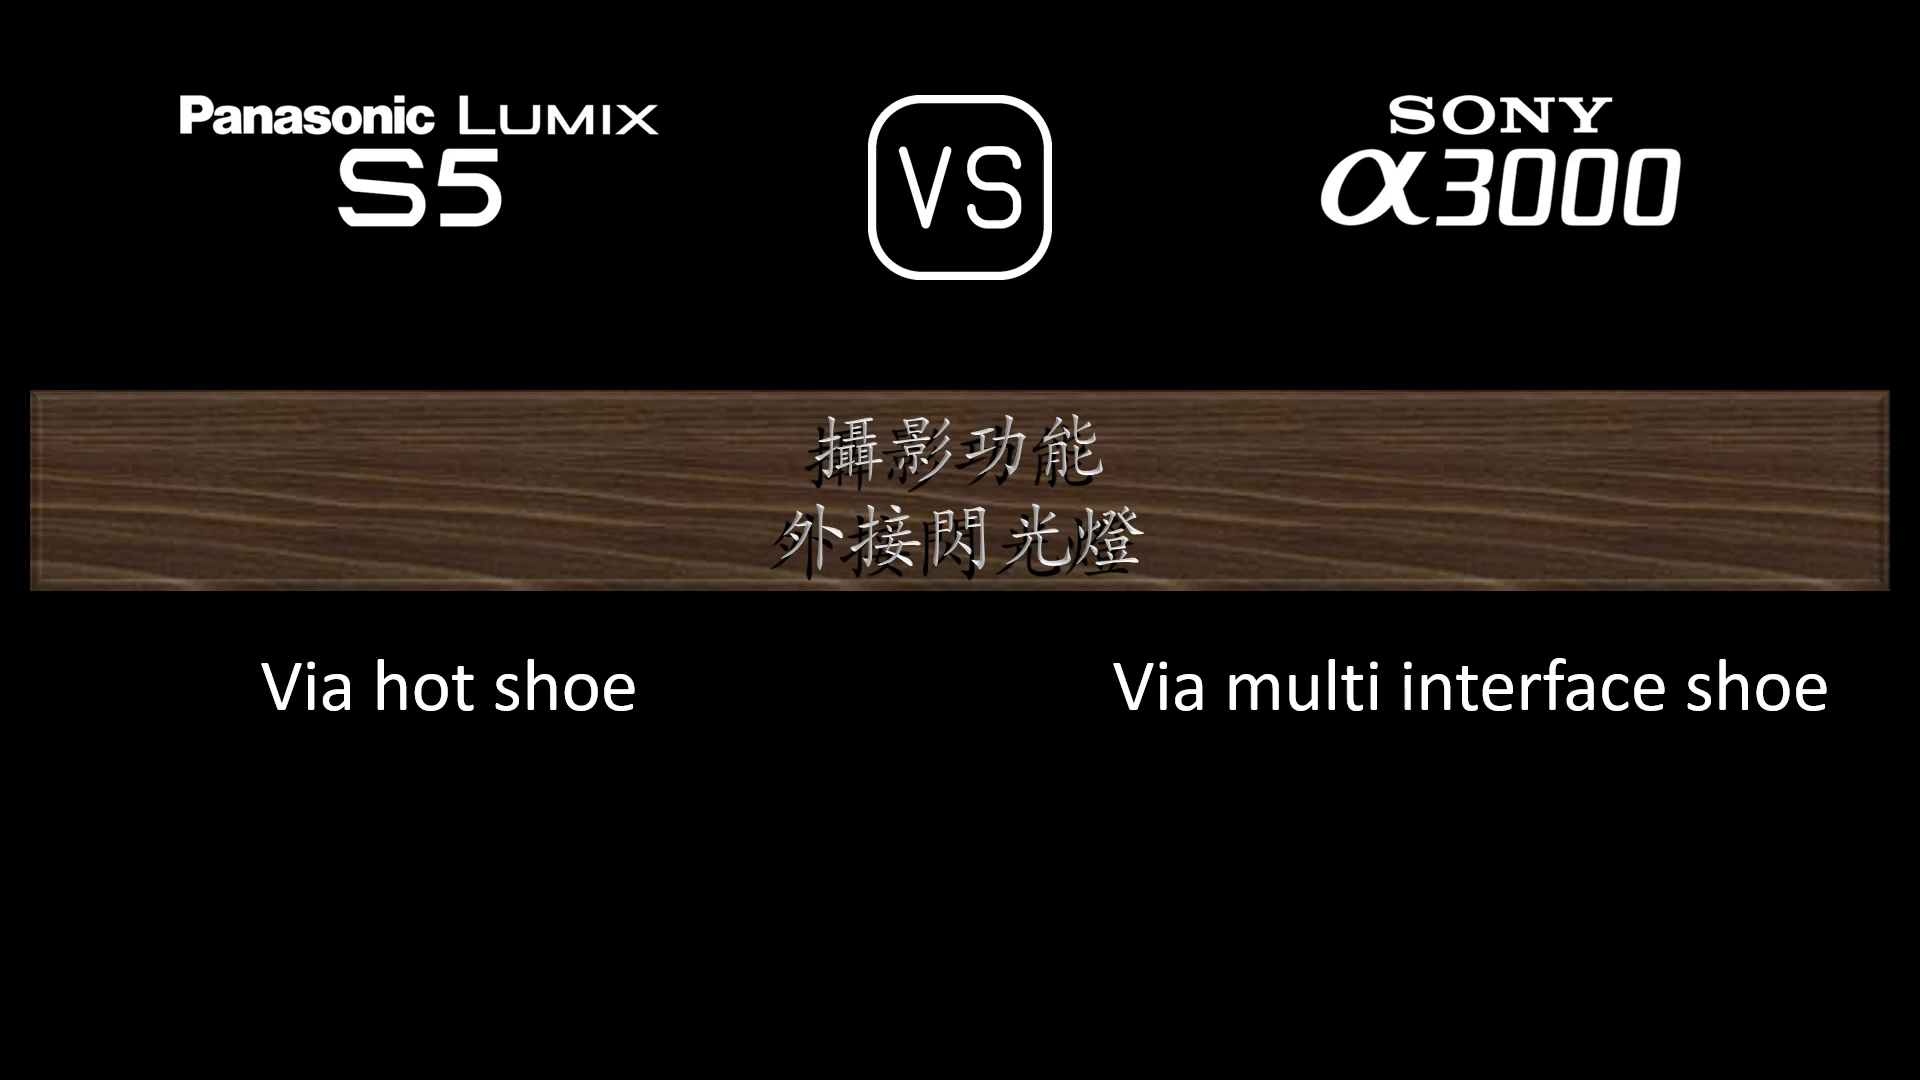 Panasonic LUMIX
S5
VS
SONY
α3000
攝影功能
外接閃光燈
Via hot shoe
Via multi interface shoe